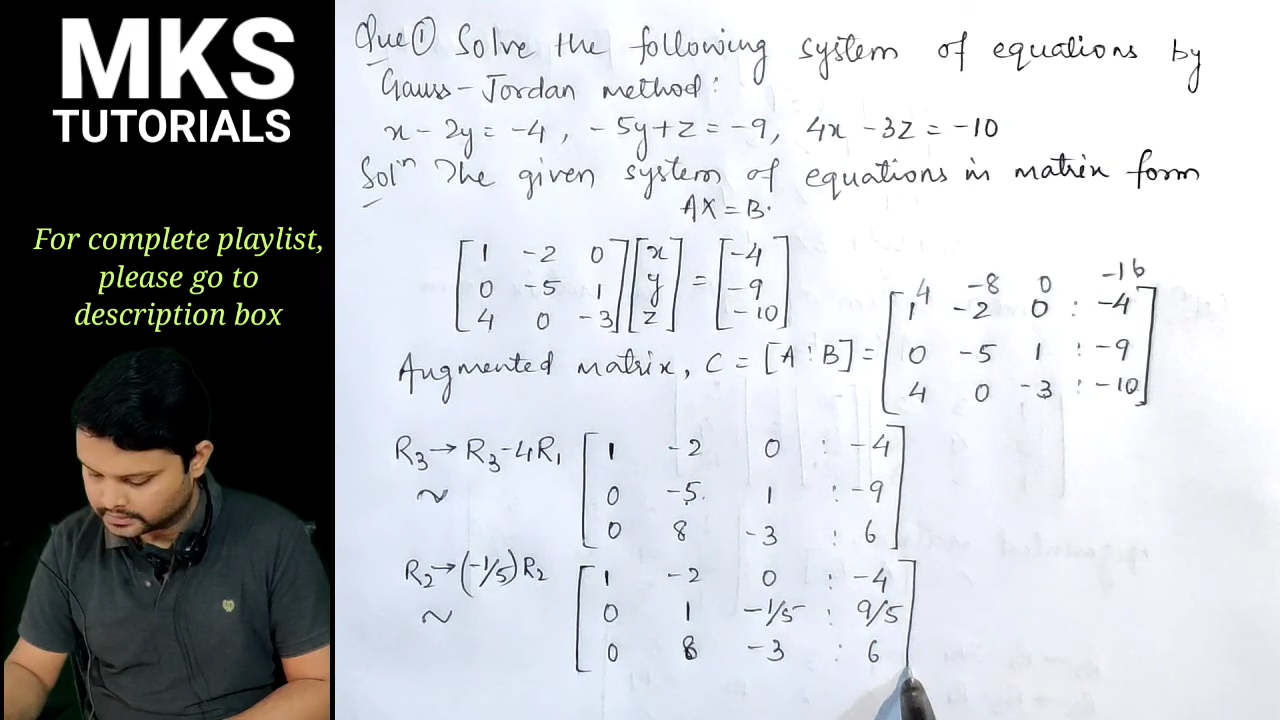 MKS
TUTORIALS
For complete playlist,
please go to
description box
Que ① Solve the following system of equations by
Gauss-Jordan method:
x - 2y = -4, -5y+z = -9, 4x -3z = -10
Solⁿ The given system of equations in matrix form
AX = B.
[1 -2 0] [x] = [-4]
[0 -5 1] [y] [-9]
[4 0 -3] [z] [-10]
4 -8 0 -16
Augmented matrix, C = [A : B] = [1 -2 0 : -4]
[0 -5 1 : -9]
[4 0 -3 : -10]
R₃→ R₃-4R₁ [1 -2 0 : -4]
~ [0 -5 1 : -9]
[0 8 -3 : 6]
R₂→(-1/5)R₂ [1 -2 0 : -4]
~ [0 1 -1/5 : 9/5]
[0 8 -3 : 6]